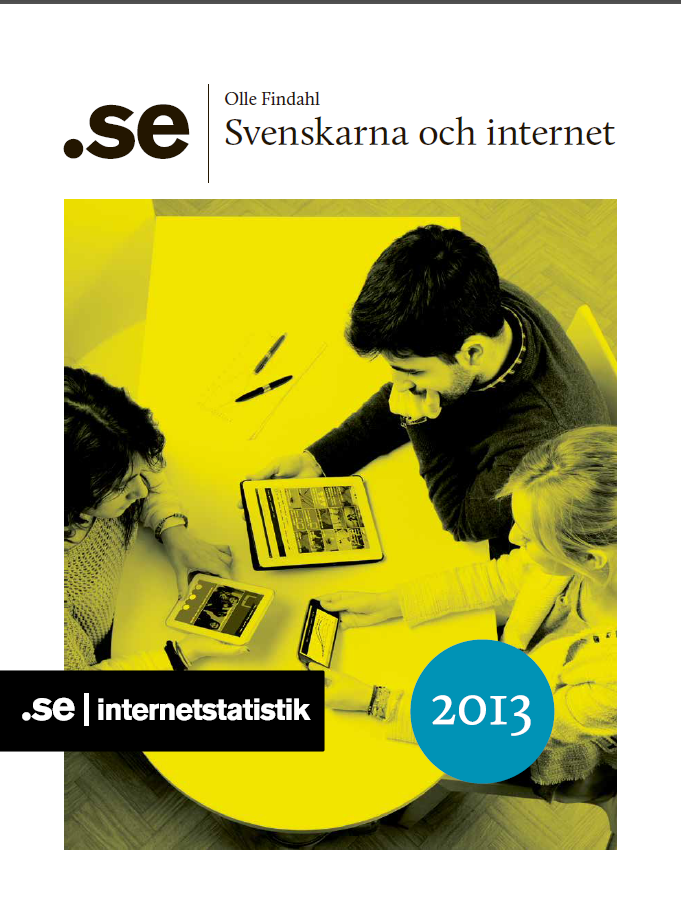 .se
Olle Findahl
Svenskarna och internet
.se | internetstatistik
2013